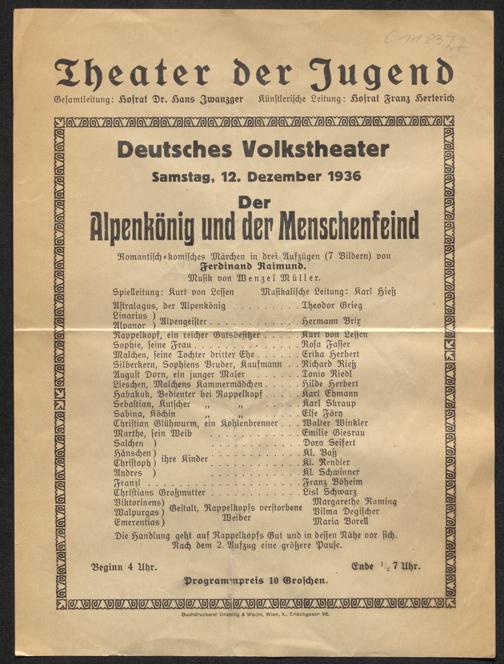 Theater der Jugend
Gesamtleitung: Hofrat Dr. Hans Zwanzger Künstlerische Leitung: Hofrat Franz Herterich
Deutsches Volkstheater
Samstag, 12. Dezember 1936
Der
Alpenkönig und der Menschenfeind
Romantisch-komisches Märchen in drei Aufzügen (7 Bildern) von
Ferdinand Raimund.
Musik von Wenzel Müller.
Spielleitung: Kurt von Lessen Musikalische Leitung: Karl Hieß
Astralagus, der Alpenkönig . . . . . . . . Theodor Grieg
Linarius )
Alpanor ) Alpengeister . . . . . . . . Hermann Brix
Rappelkopf, ein reicher Gutsbesitzer . . . . . Kurt von Lessen
Sophie, seine Frau . . . . . . . . Rosa Fasser
Malchen, seine Tochter dritter Ehe . . . . . Erika Herbert
Silberkern, Sophiens Bruder, Kaufmann . . Richard Rieß
August Dorn, ein junger Maler . . . . . . Tonio Riedl
Lieschen, Malchens Kammermädchen . . . . . Hilde Herbert
Habakuk, Bedienter bei Rappelkopf . . . . Karl Ehmann
Sebastian, Kutscher „ „ . . . . Karl Skraup
Sabina, Köchin „ „ . . . . Else Föry
Christian Glühwurm, ein Kohlenbrenner . . . Walter Winkler
Marthe, sein Weib . . . . . . . . Emilie Giesrau
Salchen ) . . . . . . . . Dora Seifert
Hänschen ) . . . . . . . . Kl. Baß
Christoph ) ihre Kinder . . . . . . . . Kl. Rendier
Andres ) . . . . . . . . Kl. Schwinner
Franzl . . . . . . . . Franz Böheim
Christians Großmutter . . . . . . . . Lisl Schwarz
Viktorinens ) Margarethe Raming
Walpurgas ) Gestalt, Rappelkopfs verstorbene Vilma Degischer
Emerentias ) Weiber Maria Borell
Die Handlung geht auf Rappelkopfs Gut und in dessen Nähe vor sich.
Nach dem 2. Aufzug eine größere Pause.
Beginn 4 Uhr. Ende ½7 Uhr.
Programmpreis 10 Groschen.